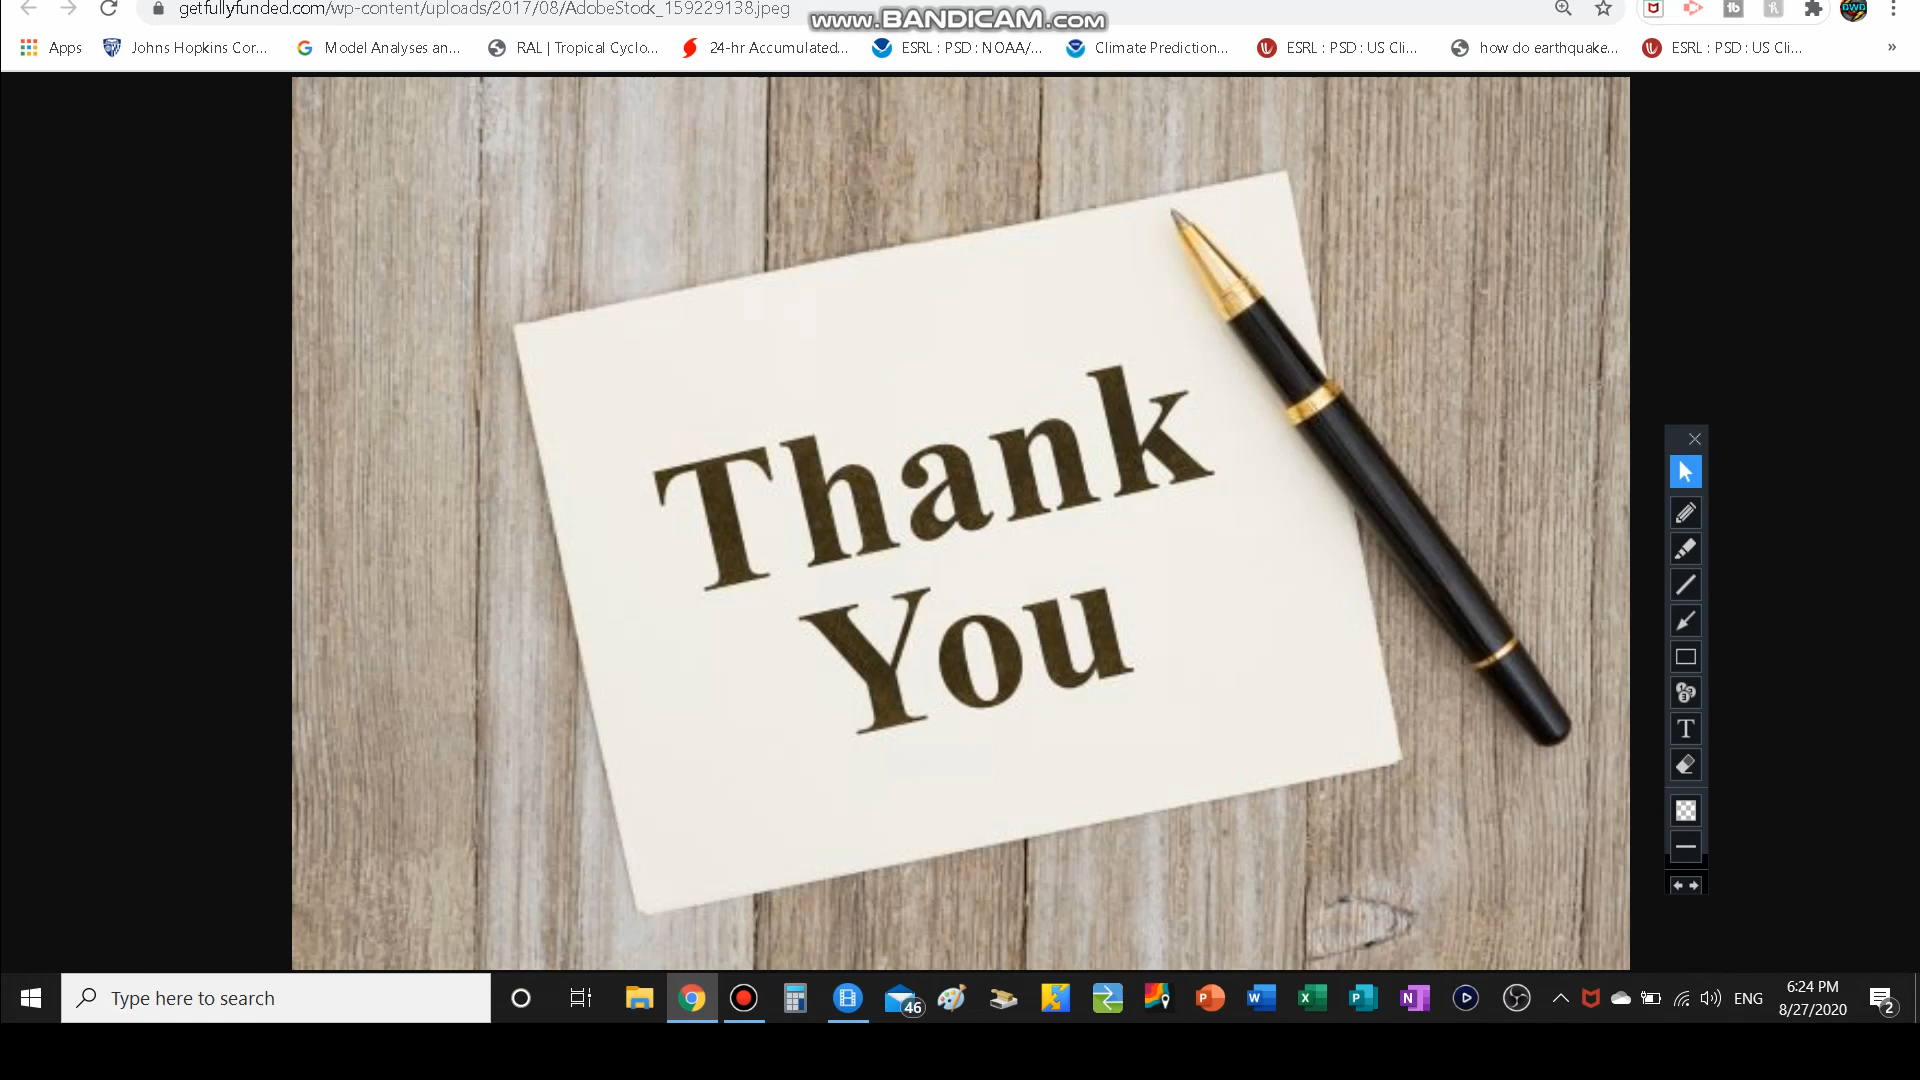 getfullyfunded.com/wp-content/uploads/2017/08/AdobeStock_159229138.jpeg
www.BANDICAM.com
Apps
Johns Hopkins Cor...
Model Analyses an...
RAL | Tropical Cyclo...
24-hr Accumulated...
ESRL : PSD : NOAA/...
Climate Prediction...
ESRL : PSD : US Cli...
how do earthquake...
ESRL : PSD : US Cli...
»
Thank
You
T
Type here to search
46
ENG
6:24 PM
8/27/2020
2